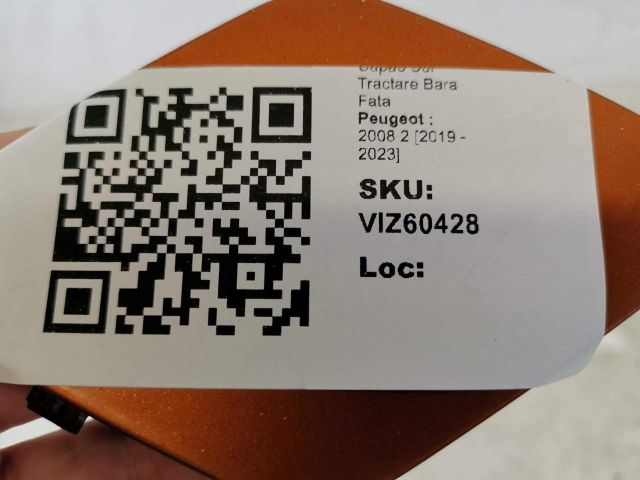 Tractare Bara
Fata
Peugeot :
2008 2 [2019 -
2023]
SKU:
VIZ60428
Loc: